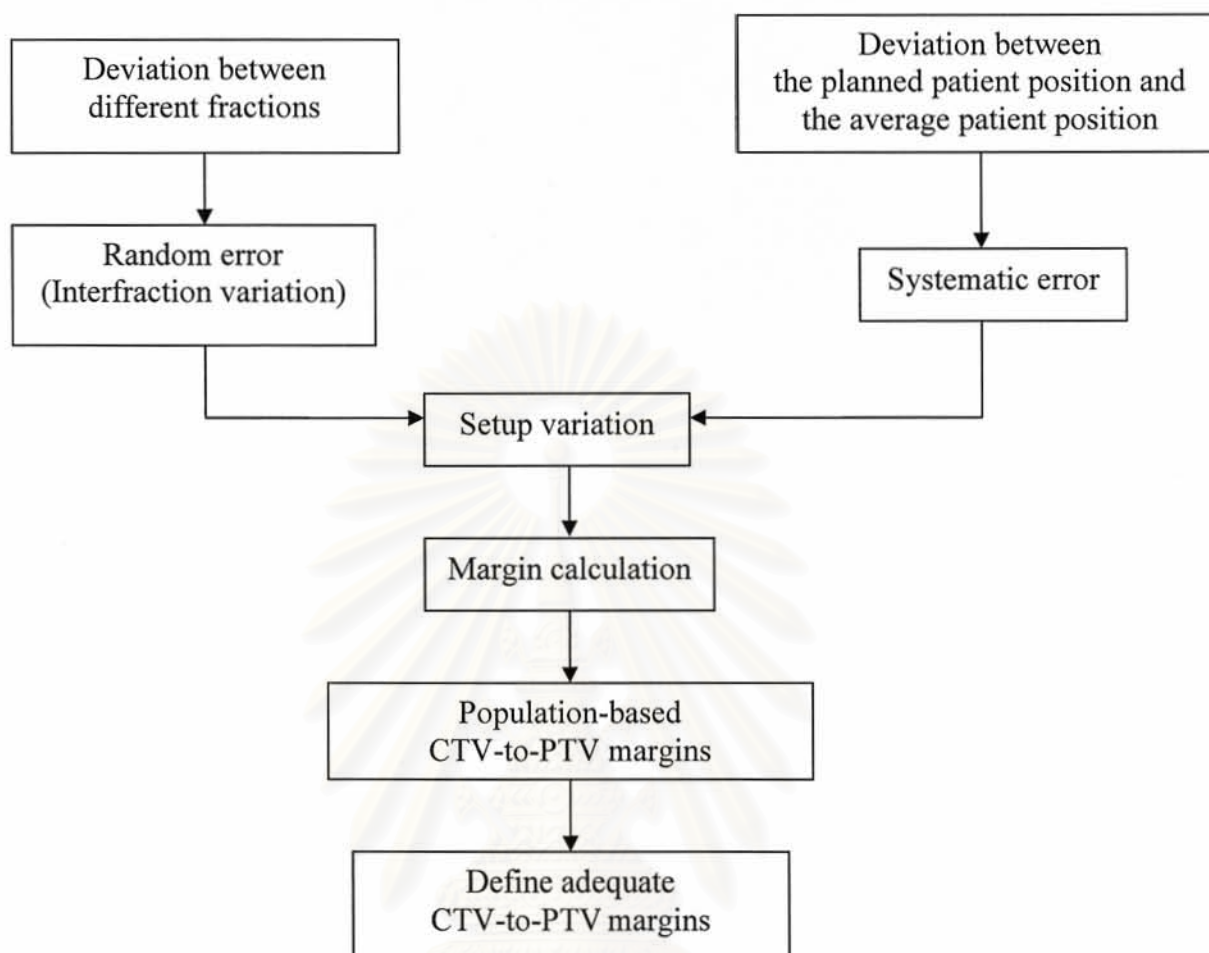 Deviation between
different fractions
Deviation between
the planned patient position and
the average patient position
Random error
(Interfraction variation)
Systematic error
Setup variation
Margin calculation
Population-based
CTV-to-PTV margins
Define adequate
CTV-to-PTV margins